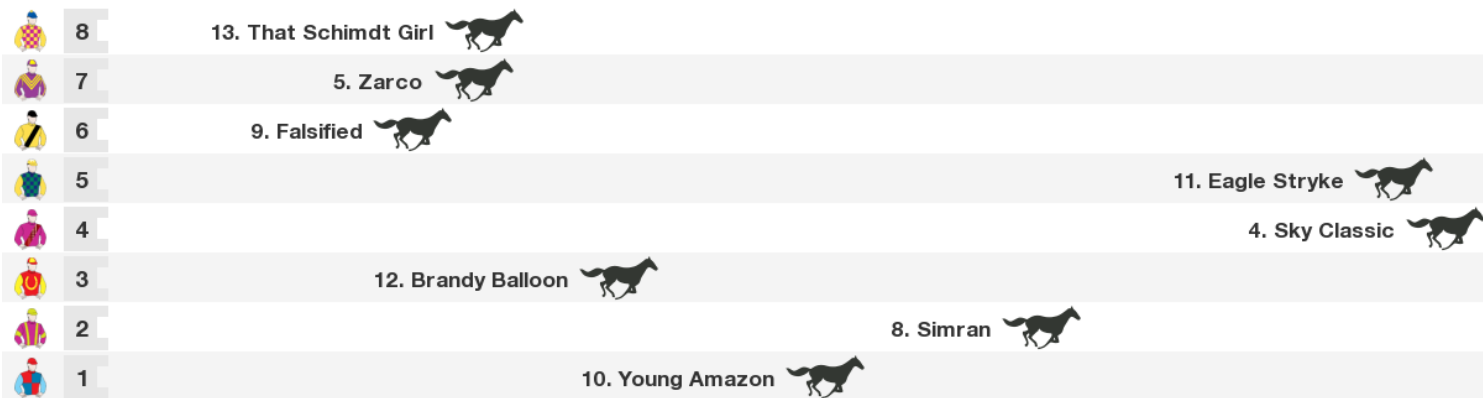 8 13. That Schimdt Girl
7 5. Zarco
6 9. Falsified
5 11. Eagle Stryke
4 4. Sky Classic
3 12. Brandy Balloon
2 8. Simran
1 10. Young Amazon